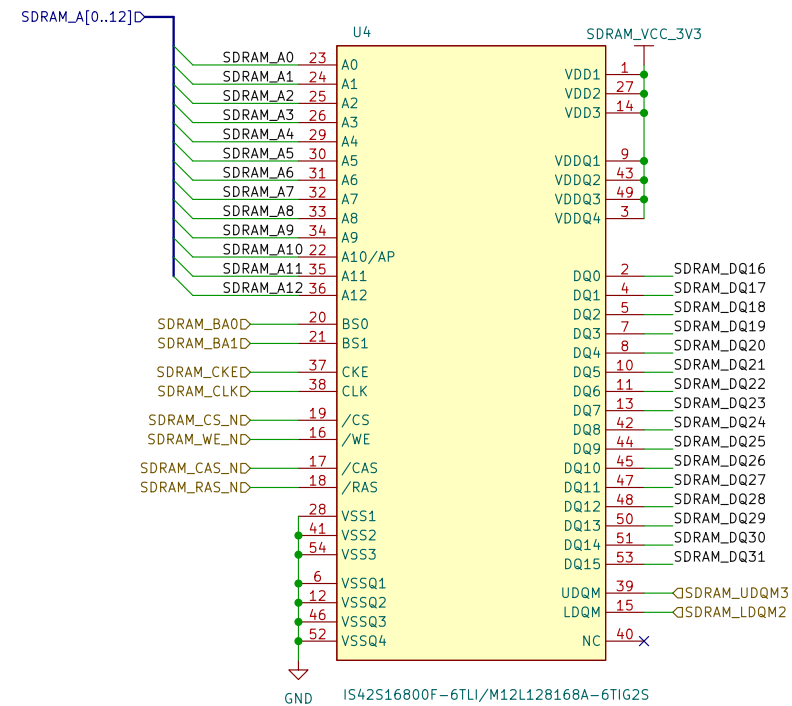 SDRAM_A[0..12]
U4
SDRAM_VCC_3V3
SDRAM_A0 23 A0
SDRAM_A1 24 A1
SDRAM_A2 25 A2
SDRAM_A3 26 A3
SDRAM_A4 29 A4
SDRAM_A5 30 A5
SDRAM_A6 31 A6
SDRAM_A7 32 A7
SDRAM_A8 33 A8
SDRAM_A9 34 A9
SDRAM_A10 22 A10/AP
SDRAM_A11 35 A11
SDRAM_A12 36 A12
SDRAM_BA0 20 BS0
SDRAM_BA1 21 BS1
SDRAM_CKE 37 CKE
SDRAM_CLK 38 CLK
SDRAM_CS_N 19 /CS
SDRAM_WE_N 16 /WE
SDRAM_CAS_N 17 /CAS
SDRAM_RAS_N 18 /RAS
28 VSS1
41 VSS2
54 VSS3
6 VSSQ1
12 VSSQ2
46 VSSQ3
52 VSSQ4
GND
VDD1 1
VDD2 27
VDD3 14
VDDQ1 9
VDDQ2 43
VDDQ3 49
VDDQ4 3
DQ0 2 SDRAM_DQ16
DQ1 4 SDRAM_DQ17
DQ2 5 SDRAM_DQ18
DQ3 7 SDRAM_DQ19
DQ4 8 SDRAM_DQ20
DQ5 10 SDRAM_DQ21
DQ6 11 SDRAM_DQ22
DQ7 13 SDRAM_DQ23
DQ8 42 SDRAM_DQ24
DQ9 44 SDRAM_DQ25
DQ10 45 SDRAM_DQ26
DQ11 47 SDRAM_DQ27
DQ12 48 SDRAM_DQ28
DQ13 50 SDRAM_DQ29
DQ14 51 SDRAM_DQ30
DQ15 53 SDRAM_DQ31
UDQM 39 SDRAM_UDQM3
LDQM 15 SDRAM_LDQM2
NC 40
IS42S16800F-6TLI/M12L128168A-6TIG2S